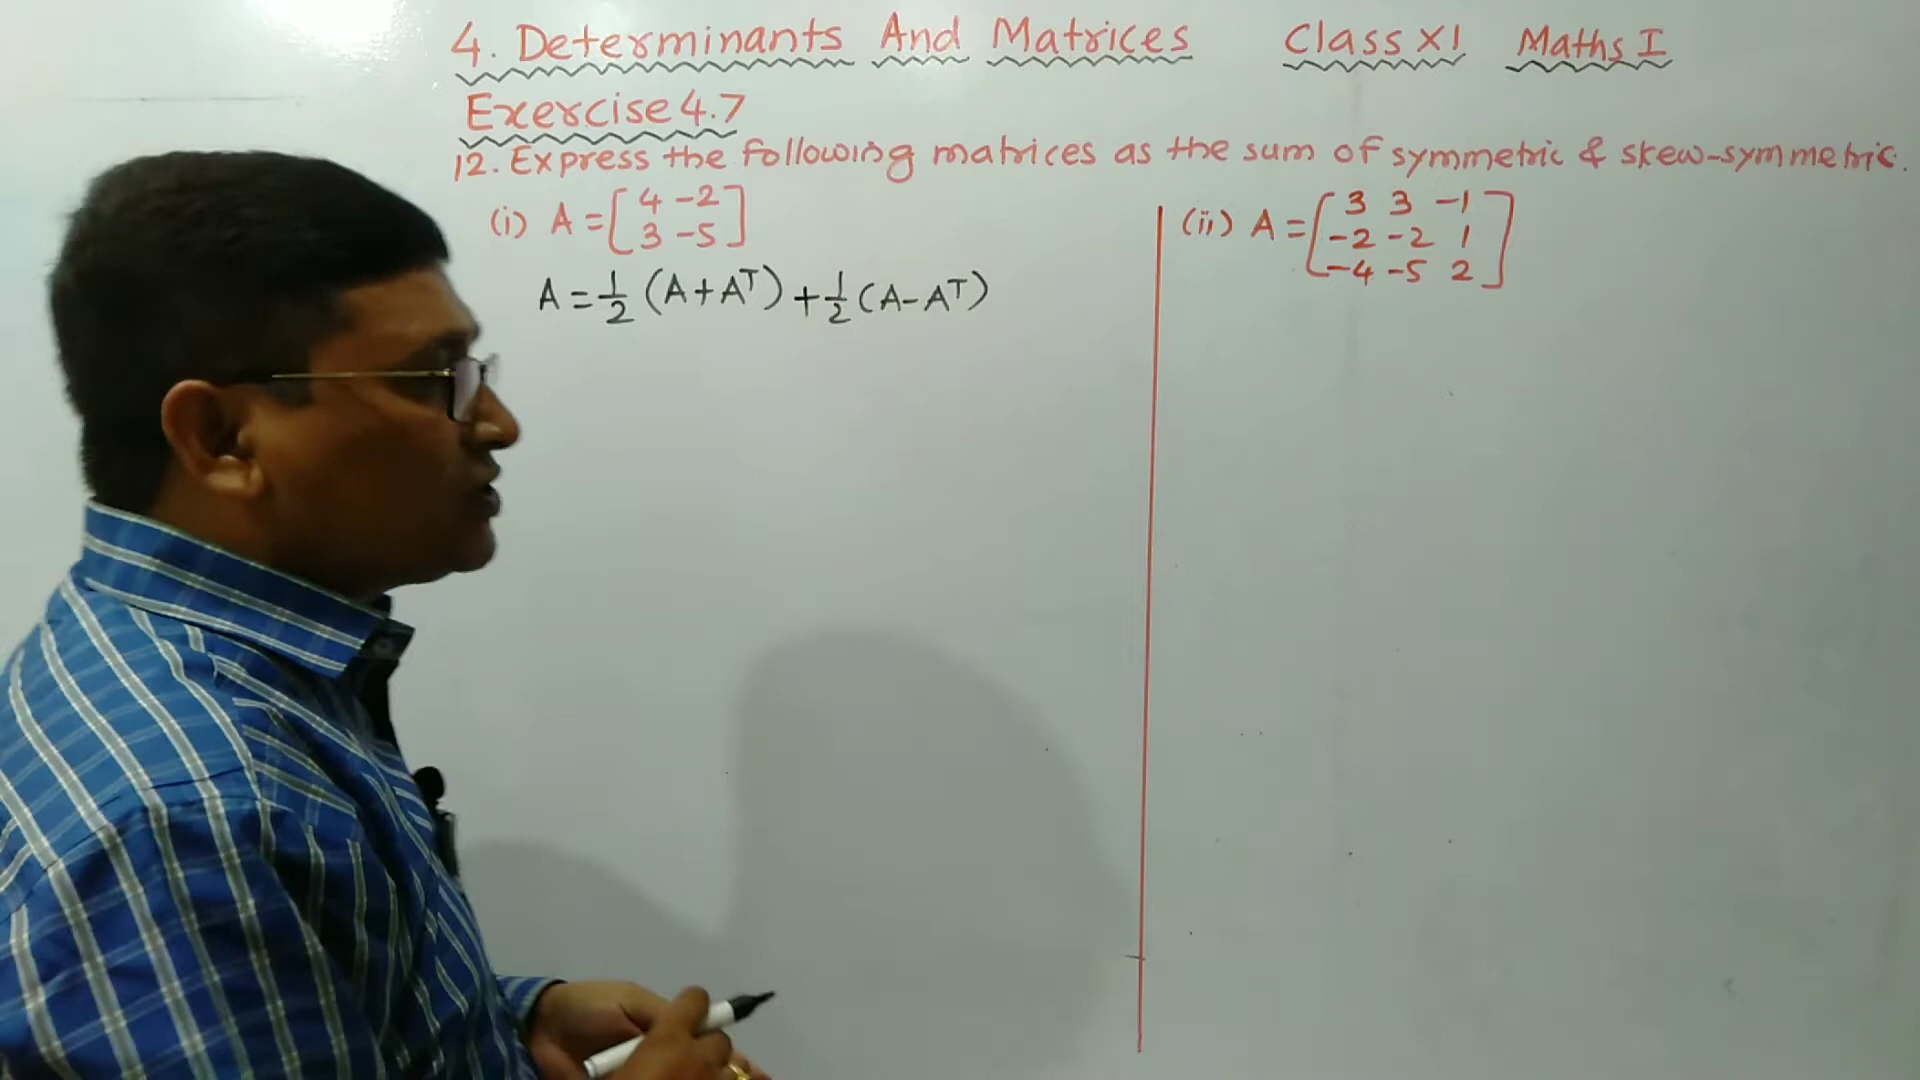 4. Determinants And Matrices Class XI Maths I
Exercise 4.7
12. Express the following matrices as the sum of symmetric & skew-symmetric.
(i) A = [ 4 -2
3 -5 ]
A = 1/2 (A + Aᵀ) + 1/2 (A - Aᵀ)
(ii) A = [ 3 3 -1
-2 -2 1
-4 -5 2 ]